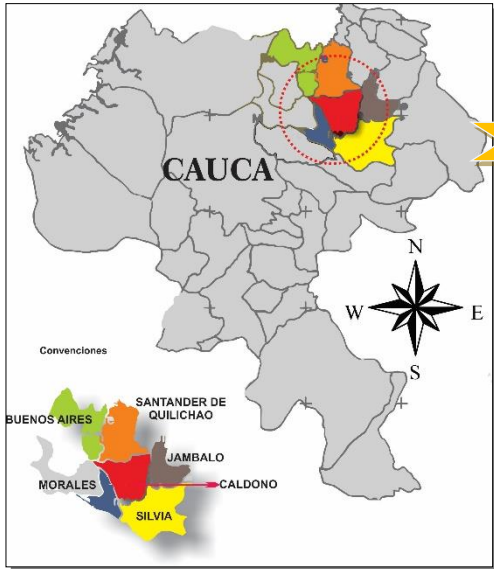 CAUCA
N
W
E
S
Convenciones
SANTANDER DE
QUILICHAO
BUENOS AIRES
JAMBALO
MORALES
CALDONO
SILVIA